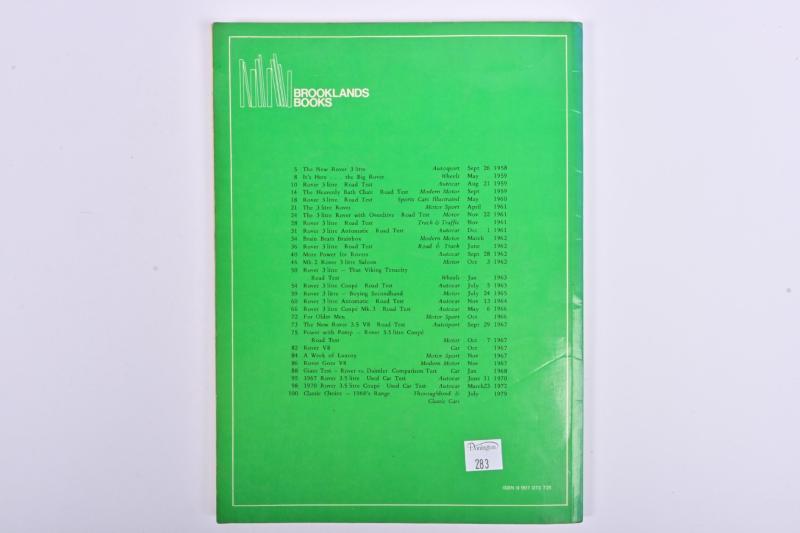 BROOKLANDS
BOOKS
5 The New Rover 3 litre Autosport Sept 26 1958
8 It's Here . . . the Big Rover Wheels May 1959
10 Rover 3 litre Road Test Autocar Aug 21 1959
14 The Heavenly Bath Chair Road Test Modern Motor Sept 1959
18 Rover 3 litre Road Test Sports Cars Illustrated May 1960
21 The 3 litre Rover Motor Sport April 1961
24 The 3 litre Rover with Overdrive Road Test Motor Nov 22 1961
28 Rover 3 litre Road Test Track & Traffic Nov 1961
31 Rover 3 litre Automatic Road Test Autocar Dec 1 1961
34 Brain Beats Brainbox Modern Motor March 1962
36 Rover 3 litre Road Test Road & Track June 1962
40 More Power for Rovers Autocar Sept 28 1962
46 Mk. 2 Rover 3 litre Saloon Motor Oct 3 1962
50 Rover 3 litre – That Viking Tenacity
Road Test Wheels Jan 1963
54 Rover 3 litre Coupé Road Test Autocar July 5 1963
59 Rover 3 litre – Buying Secondhand Motor July 24 1965
60 Rover 3 litre Automatic Road Test Autocar Nov 13 1964
66 Rover 3 litre Coupé Mk. 3 Road Test Autocar May 6 1966
72 For Older Men Motor Sport Oct 1966
73 The New Rover 3.5 V8 Road Test Autosport Sept 29 1967
75 Power with Pomp – Rover 3.5 litre Coupé
Road Test Motor Oct 7 1967
82 Rover V8 Car Oct 1967
84 A Week of Luxury Motor Sport Nov 1967
86 Rover Goes V8 Modern Motor Nov 1967
88 Giant Test – Rover vs. Daimler Comparison Test Car Jan 1968
95 1967 Rover 3.5 litre Used Car Test Autocar June 11 1970
98 1970 Rover 3.5 litre Coupé Used Car Test Autocar March 23 1972
100 Classic Choice – 1960's Range Thoroughbred & July 1979
Classic Cars
283
ISBN 0 907 073 735